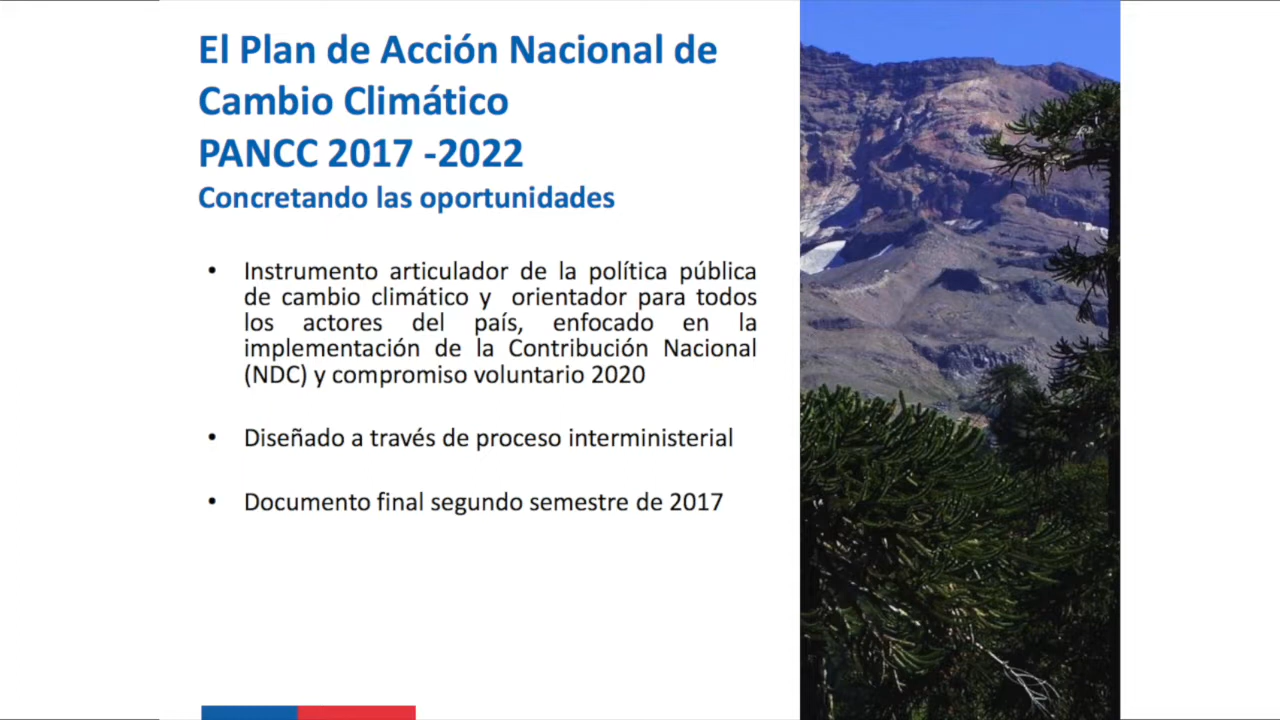 El Plan de Acción Nacional de
Cambio Climático
PANCC 2017 -2022
Concretando las oportunidades
• Instrumento articulador de la política pública
de cambio climático y orientador para todos
los actores del país, enfocado en la
implementación de la Contribución Nacional
(NDC) y compromiso voluntario 2020
• Diseñado a través de proceso interministerial
• Documento final segundo semestre de 2017